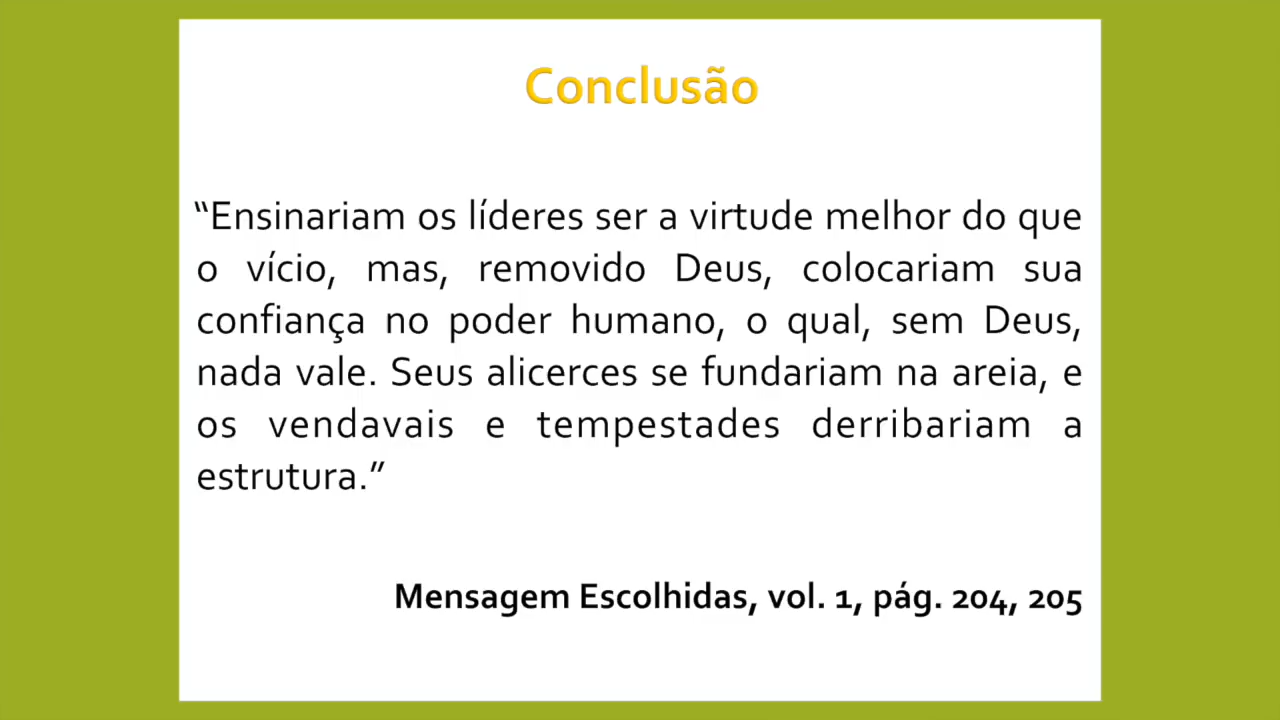 Conclusão
“Ensinariam os líderes ser a virtude melhor do que
o vício, mas, removido Deus, colocariam sua
confiança no poder humano, o qual, sem Deus,
nada vale. Seus alicerces se fundariam na areia, e
os vendavais e tempestades derribariam a
estrutura.”
Mensagem Escolhidas, vol. 1, pág. 204, 205